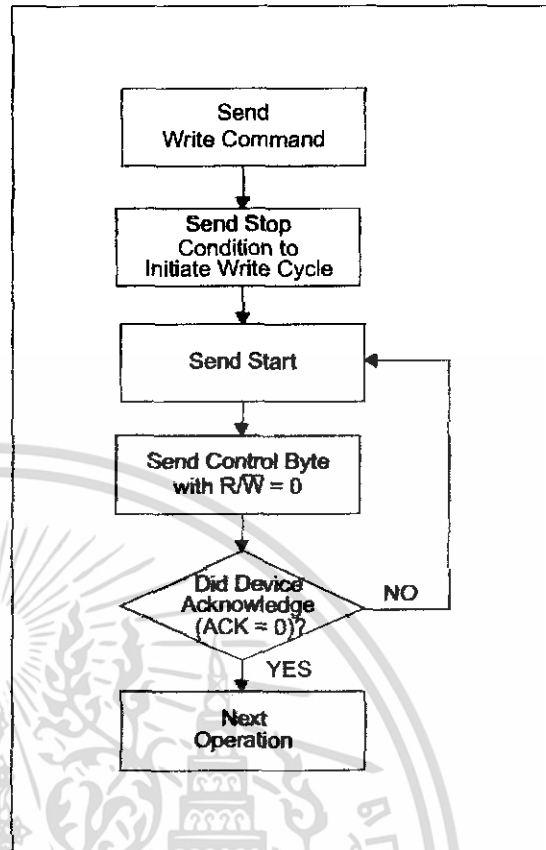 Send
Write Command
Send Stop
Condition to
Initiate Write Cycle
Send Start
Send Control Byte
with R/W̅ = 0
Did Device
Acknowledge
(ACK = 0)?
NO
YES
Next
Operation